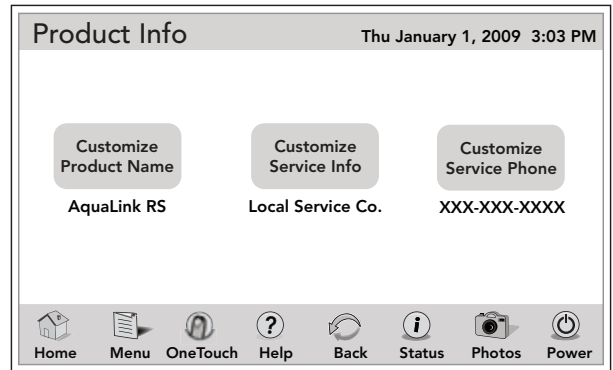 Product Info
Thu January 1, 2009 3:03 PM
Customize
Product Name
Customize
Service Info
Customize
Service Phone
AquaLink RS
Local Service Co.
XXX-XXX-XXXX
?
i
Home Menu OneTouch Help Back Status Photos Power